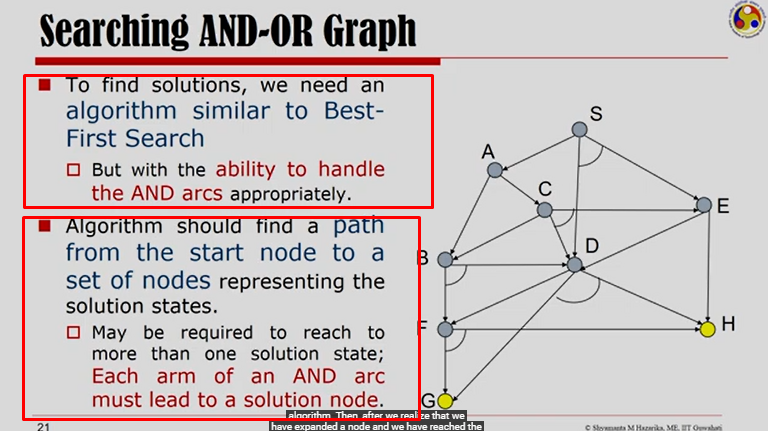 Searching AND-OR Graph
To find solutions, we need an
algorithm similar to Best-
First Search
But with the ability to handle
the AND arcs appropriately.
Algorithm should find a path
from the start node to a
set of nodes representing the
solution states.
May be required to reach to
more than one solution state;
Each arm of an AND arc
must lead to a solution node.
S
A
C
E
B
D
F
H
G
algorithm. Then, after we realize that we
have expanded a node and we have reached the
21
© Shyamanta M Hazarika, ME, IIT Guwahati